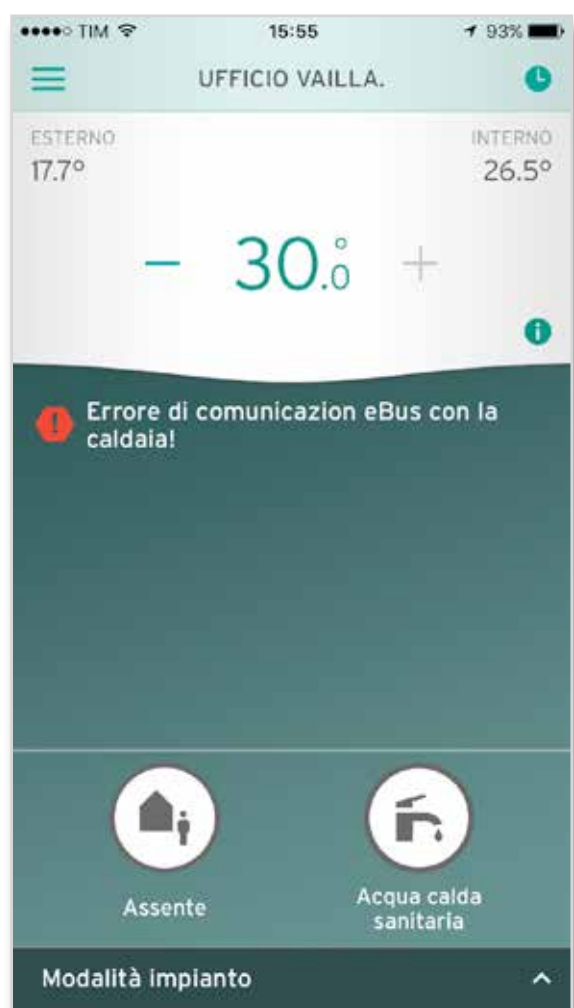 TIM 15:55 93%
UFFICIO VAILLA.
ESTERNO INTERNO
17.7° 26.5°
− 30.0° +
Errore di comunicazion eBus con la
caldaia!
Assente
Acqua calda
sanitaria
Modalità impianto